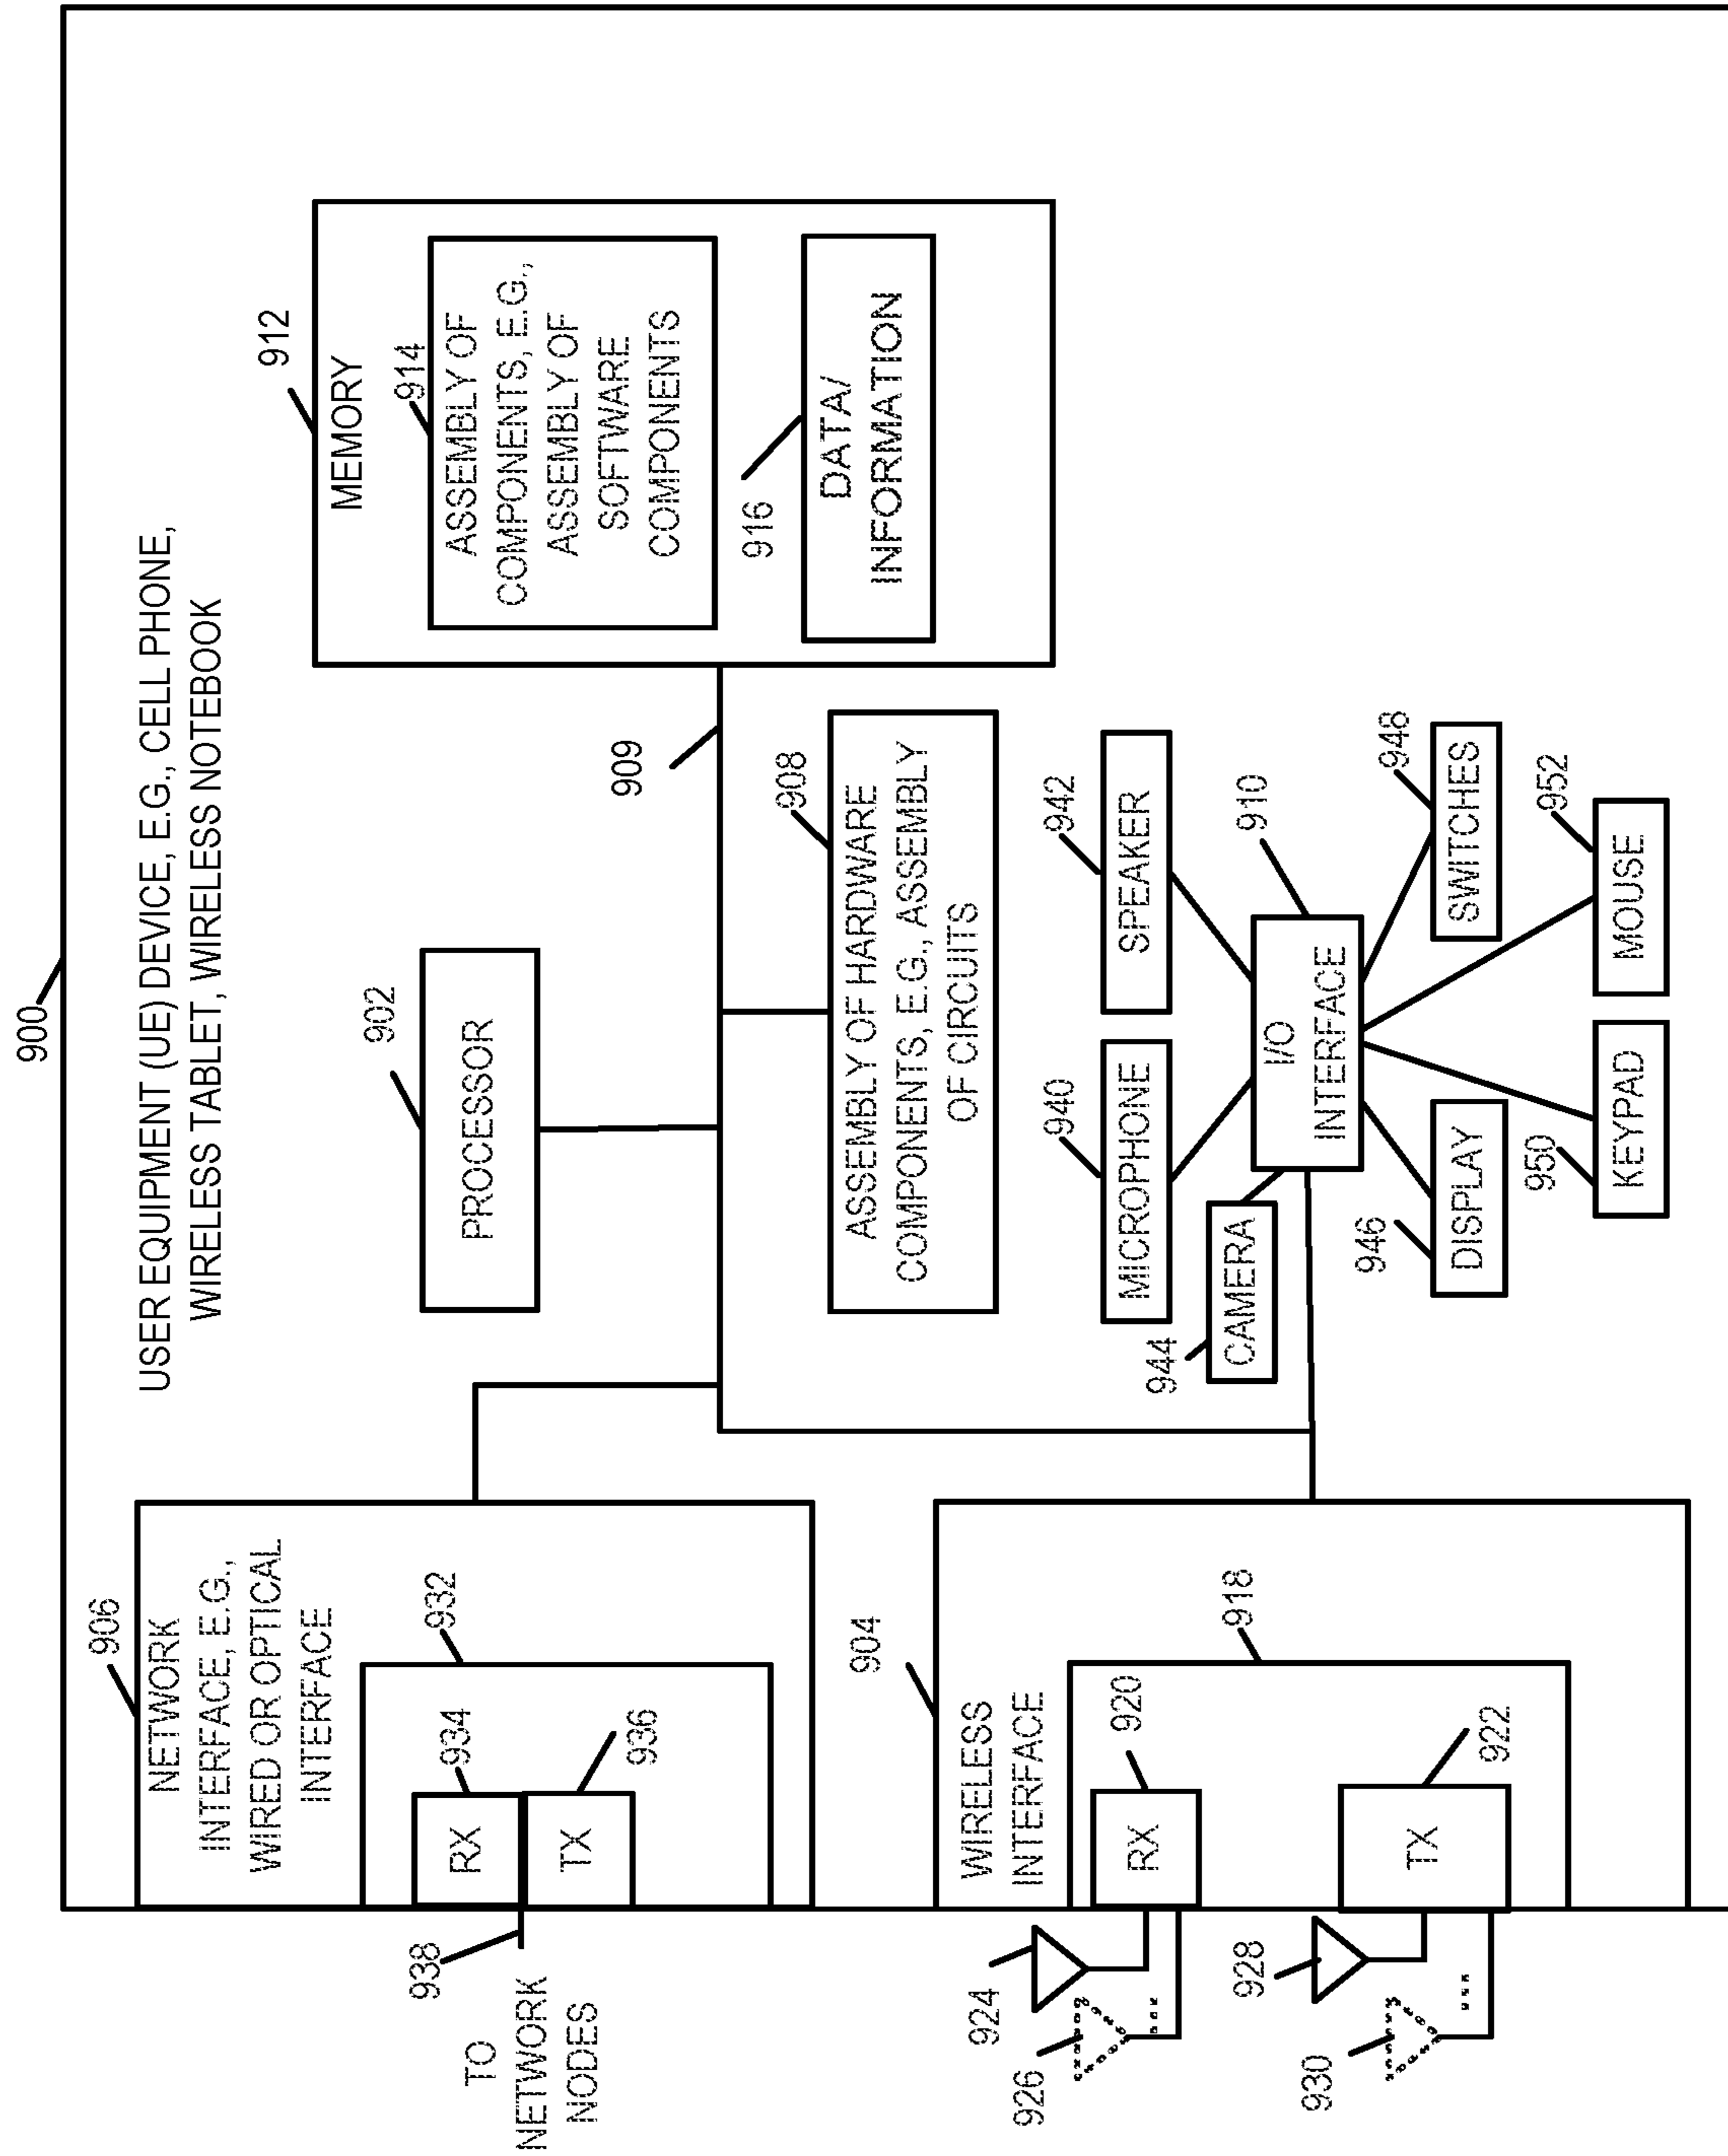 900
USER EQUIPMENT (UE) DEVICE, E.G., CELL PHONE,
WIRELESS TABLET, WIRELESS NOTEBOOK
906
NETWORK
INTERFACE, E.G.,
WIRED OR OPTICAL
INTERFACE
932
934
RX
TX
936
938
TO
NETWORK
NODES
902
PROCESSOR
909
912
MEMORY
914
ASSEMBLY OF
COMPONENTS, E.G.,
ASSEMBLY OF
SOFTWARE
COMPONENTS
916
DATA/
INFORMATION
908
ASSEMBLY OF HARDWARE
COMPONENTS, E.G., ASSEMBLY
OF CIRCUITS
904
WIRELESS
INTERFACE
918
920
RX
TX
922
924
926
...
928
930
...
940
MICROPHONE
942
SPEAKER
944
CAMERA
910
I/O
INTERFACE
946
DISPLAY
948
SWITCHES
950
KEYPAD
952
MOUSE